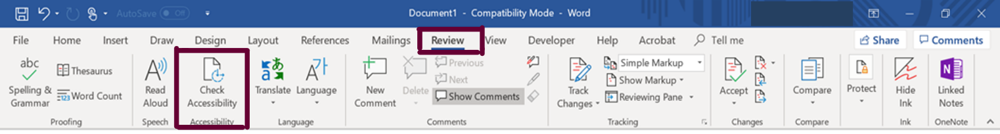 AutoSave Off
Document1 - Compatibility Mode - Word
File Home Insert Draw Design Layout References Mailings Review View Developer Help Acrobat Tell me Share Comments
abc
Spelling &
Grammar
Thesaurus
123 Word Count
Proofing
A
Read
Aloud
Speech
Check
Accessibility
Accessibility
Translate
Language
Language
New
Comment
Delete
Previous
Next
Show Comments
Comments
Track
Changes
Simple Markup
Show Markup
Reviewing Pane
Tracking
Accept
Changes
Compare
Compare
Protect
Hide
Ink
Ink
N
Linked
Notes
OneNote